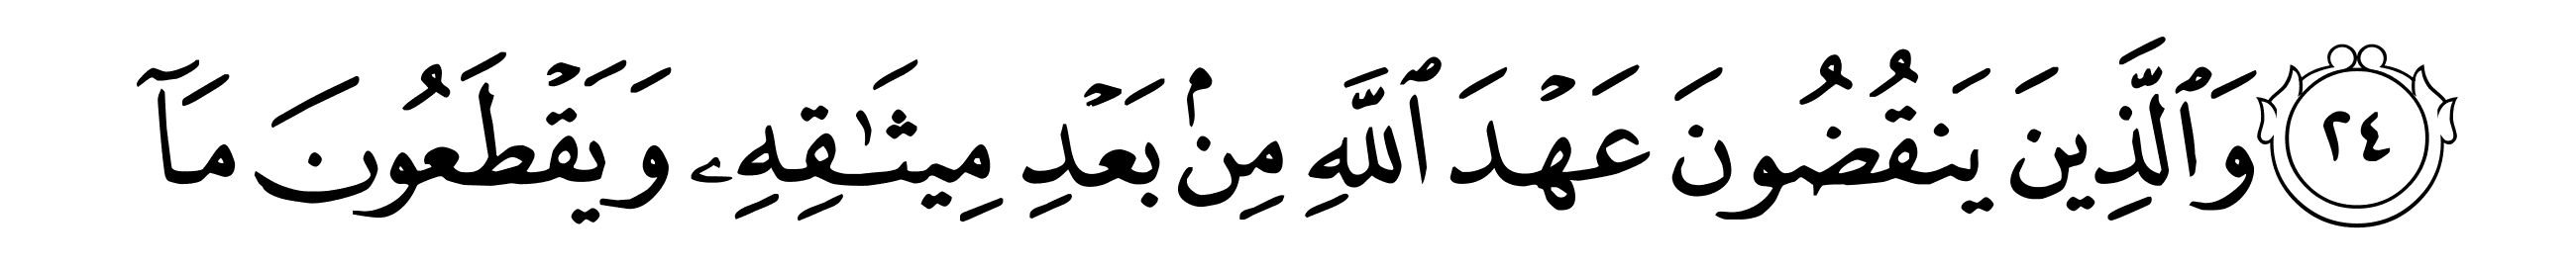 ٢٤ وَٱلَّذِينَ يَنقُضُونَ عَهۡدَ ٱللَّهِ مِنۢ بَعۡدِ مِيثَٰقِهِۦ وَيَقۡطَعُونَ مَآ